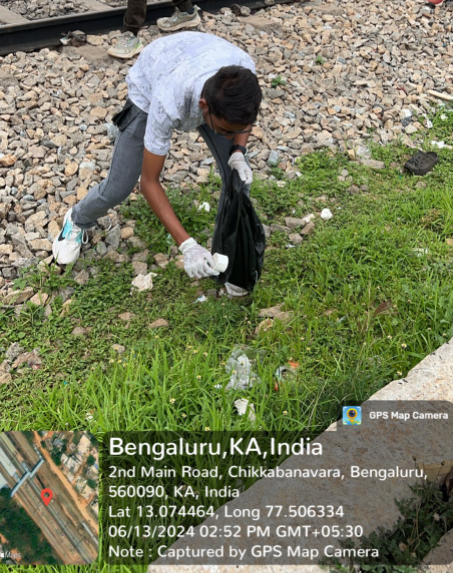 GPS Map Camera
Bengaluru,KA,India
2nd Main Road, Chikkabanavara, Bengaluru,
560090, KA, India
Lat 13.074464, Long 77.506334
06/13/2024 02:52 PM GMT+05:30
Note : Captured by GPS Map Camera